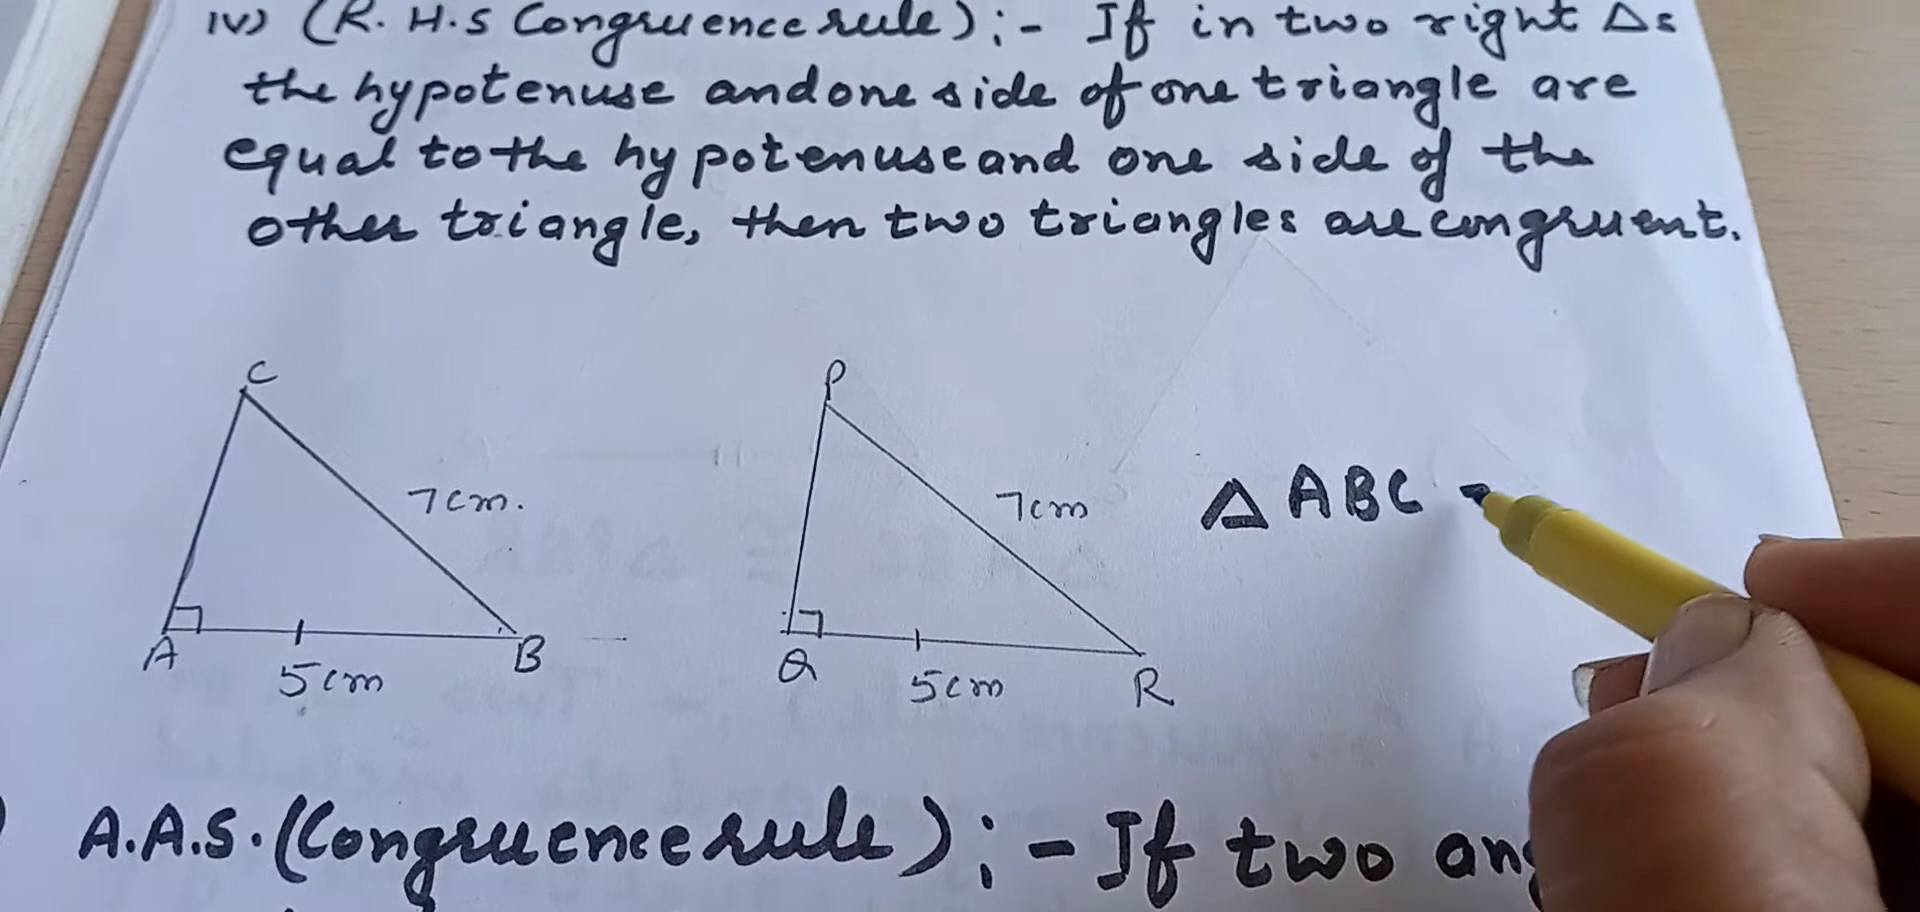 iv) (R. H.S Congruence rule) :- If in two right Δs
the hypotenuse and one side of one triangle are
equal to the hypotenuse and one side of the
other triangle, then two triangles are congruent.
C
P
7cm.
7cm
Δ ABC
A
B
Q
R
5cm
5cm
A.A.S. (Congruence rule) :- If two